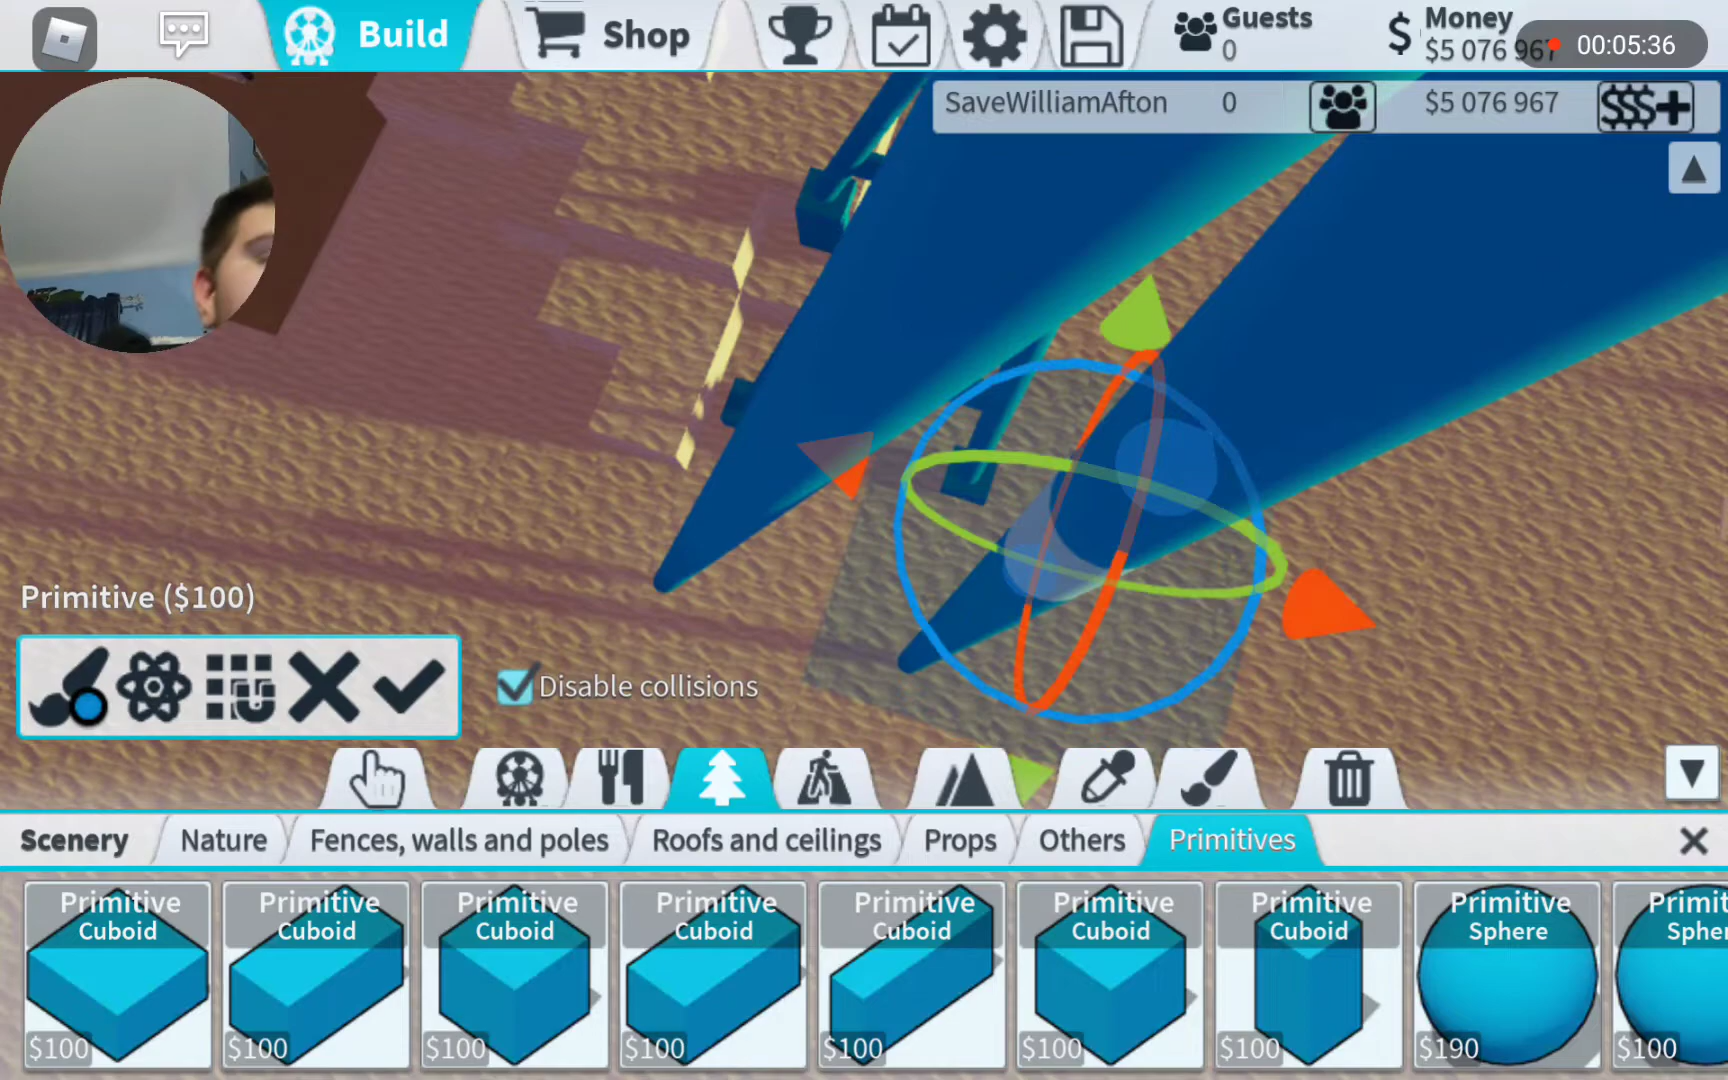 Build
Shop
Guests
0
$ Money
$5 076 967
00:05:36
SaveWilliamAfton 0 $5 076 967 $$$+
Primitive ($100)
Disable collisions
Scenery Nature Fences, walls and poles Roofs and ceilings Props Others Primitives
Primitive
Cuboid
$100
Primitive
Cuboid
$100
Primitive
Cuboid
$100
Primitive
Cuboid
$100
Primitive
Cuboid
$100
Primitive
Cuboid
$100
Primitive
Cuboid
$100
Primitive
Sphere
$190
Primit
Spher
$100